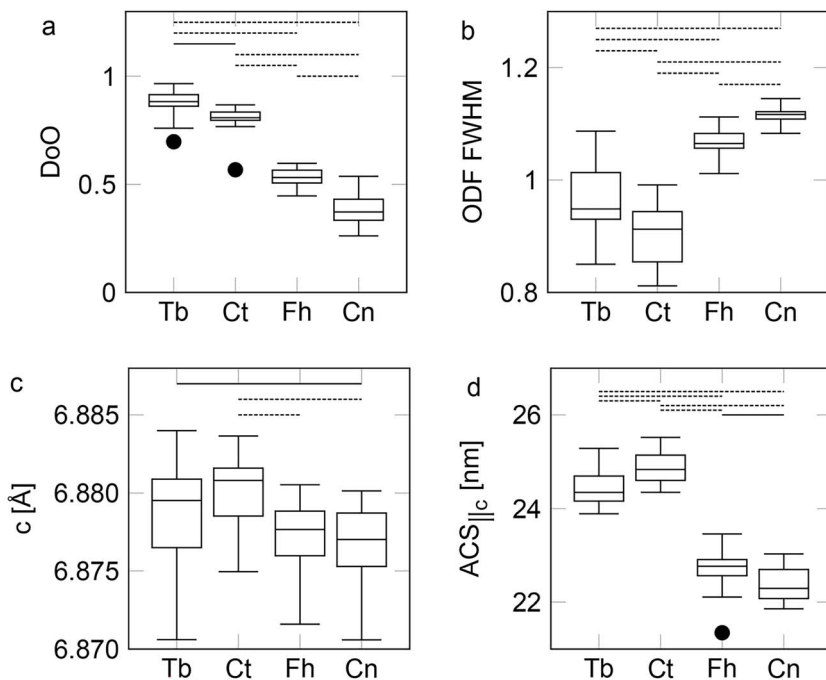 a
DoO
1
0.5
0
Tb Ct Fh Cn
b
ODF FWHM
1.2
1
0.8
Tb Ct Fh Cn
c
c [Å]
6.885
6.880
6.875
6.870
Tb Ct Fh Cn
d
ACS||c [nm]
26
24
22
Tb Ct Fh Cn